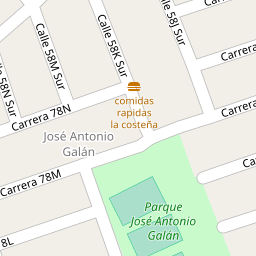 Calle 58M Sur
Calle 58K Sur
Calle 58J Sur
Calle 58N Sur
Carrera 78N
Carrera
comidas
rapidas
la costeña
José Antonio
Galán
Carrera 78M
Parque
José Antonio
Galán
8L